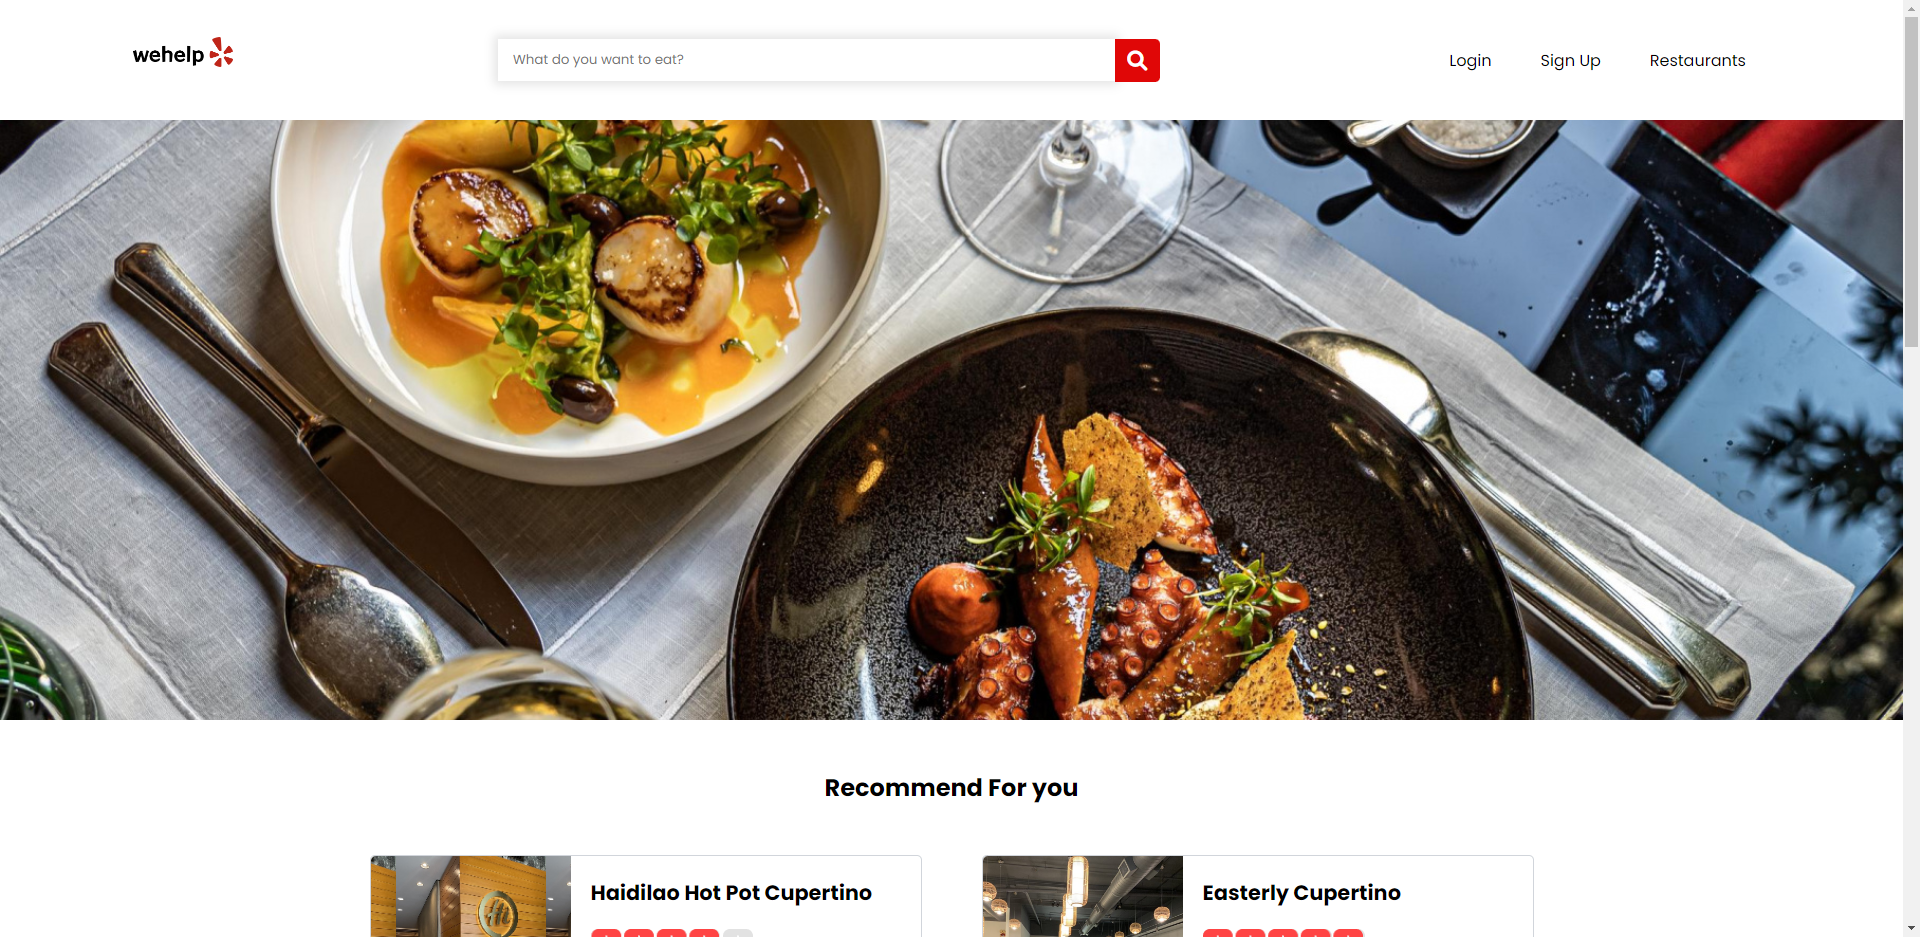 wehelp
What do you want to eat?
Login
Sign Up
Restaurants
Recommend For you
Haidilao Hot Pot Cupertino
Easterly Cupertino